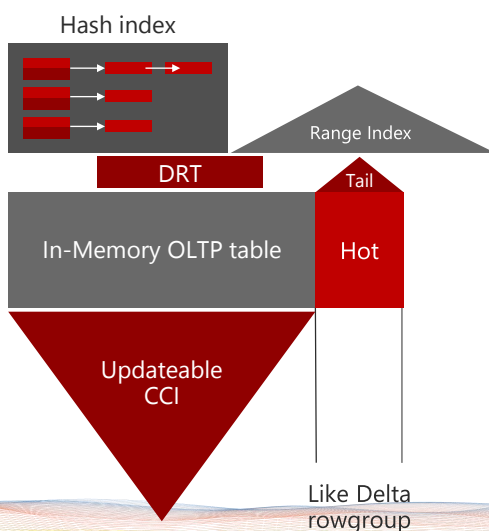 Hash index
Range Index
DRT
Tail
In-Memory OLTP table
Hot
Updateable
CCI
Like Delta
rowgroup